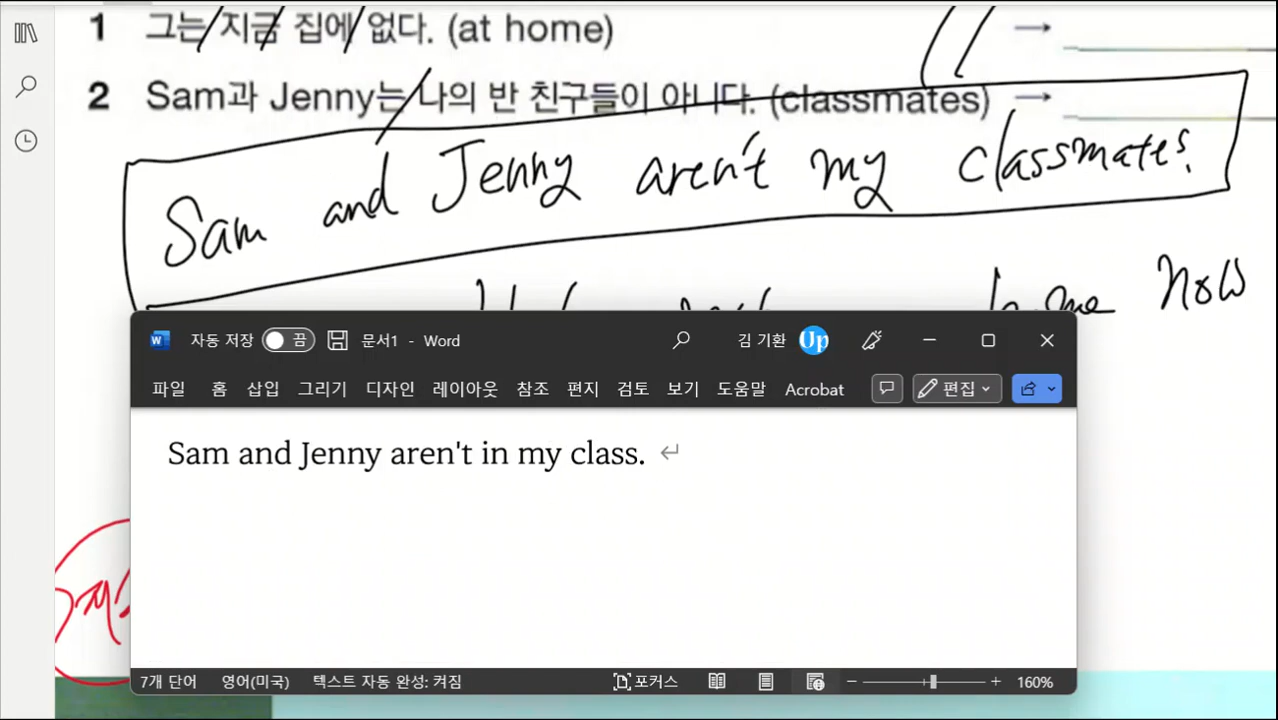 1 그는 지금 집에 없다. (at home) →
2 Sam과 Jenny는 나의 반 친구들이 아니다. (classmates) →
Sam and Jenny aren't my classmates.
home now
자동 저장 끔 문서1 - Word 김 기환 Up
파일 홈 삽입 그리기 디자인 레이아웃 참조 편지 검토 보기 도움말 Acrobat 편집
Sam and Jenny aren't in my class.
7개 단어 영어(미국) 텍스트 자동 완성: 켜짐 포커스 160%